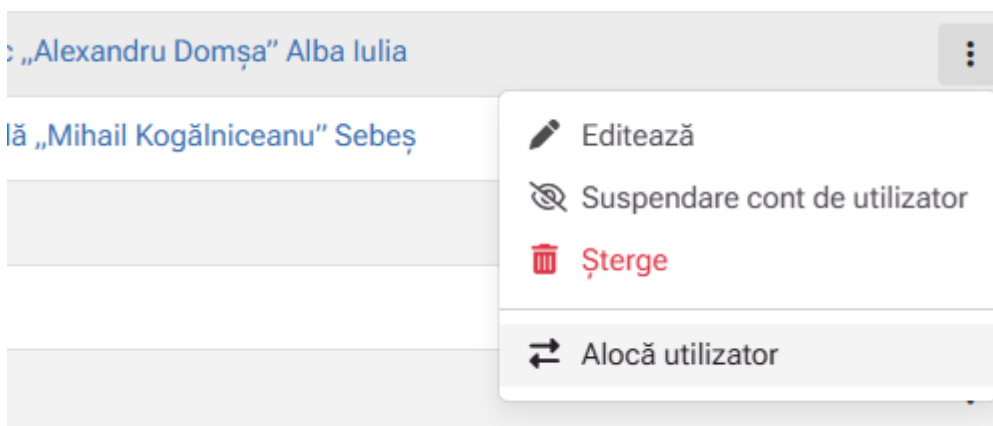 „Alexandru Domșa” Alba Iulia
„Mihail Kogălniceanu” Sebeș
Editează
Suspendare cont de utilizator
Șterge
Alocă utilizator